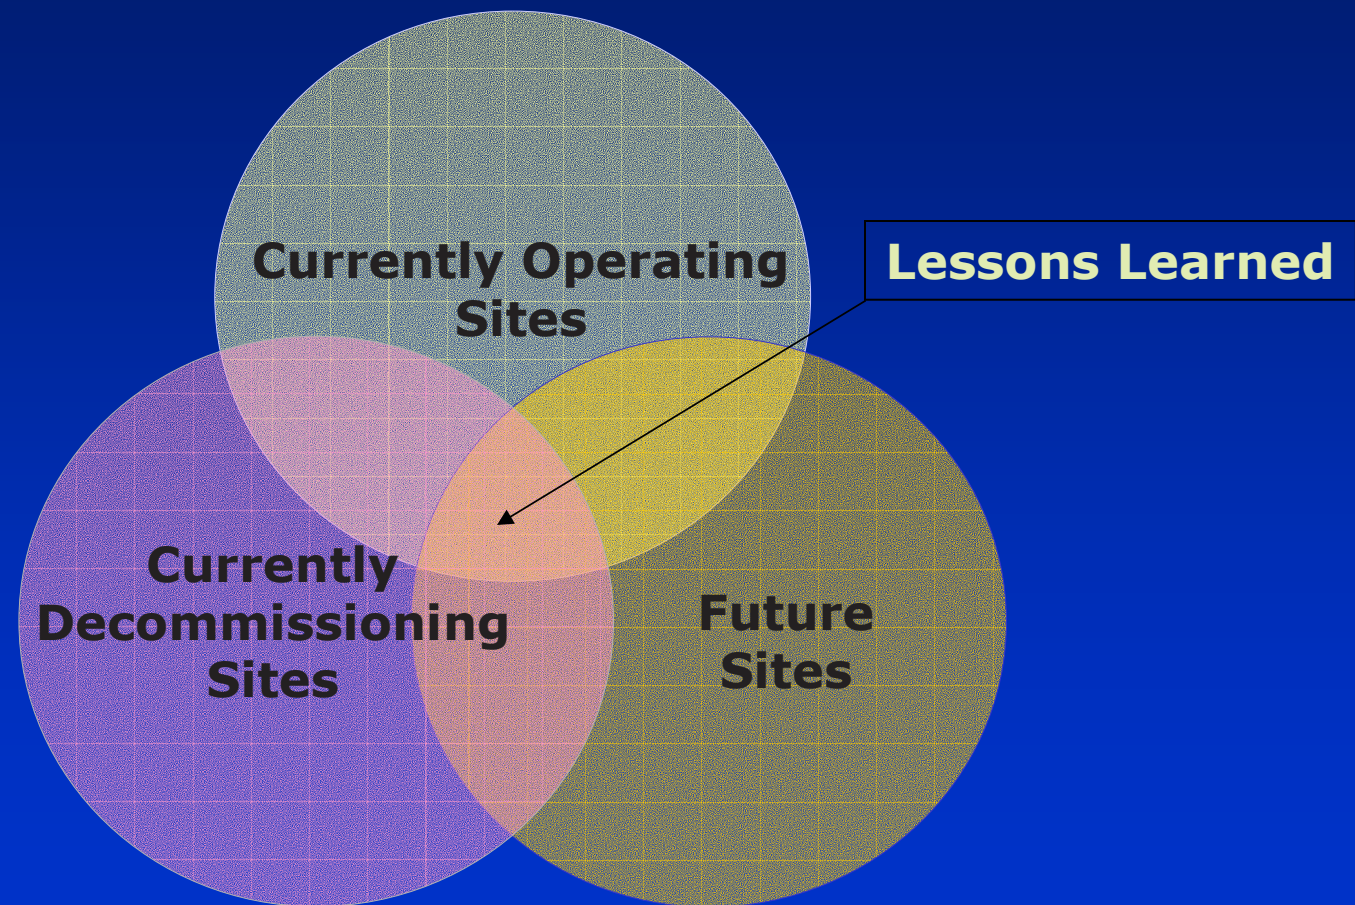 Currently Operating
Sites
Lessons Learned
Currently
Decommissioning
Sites
Future
Sites